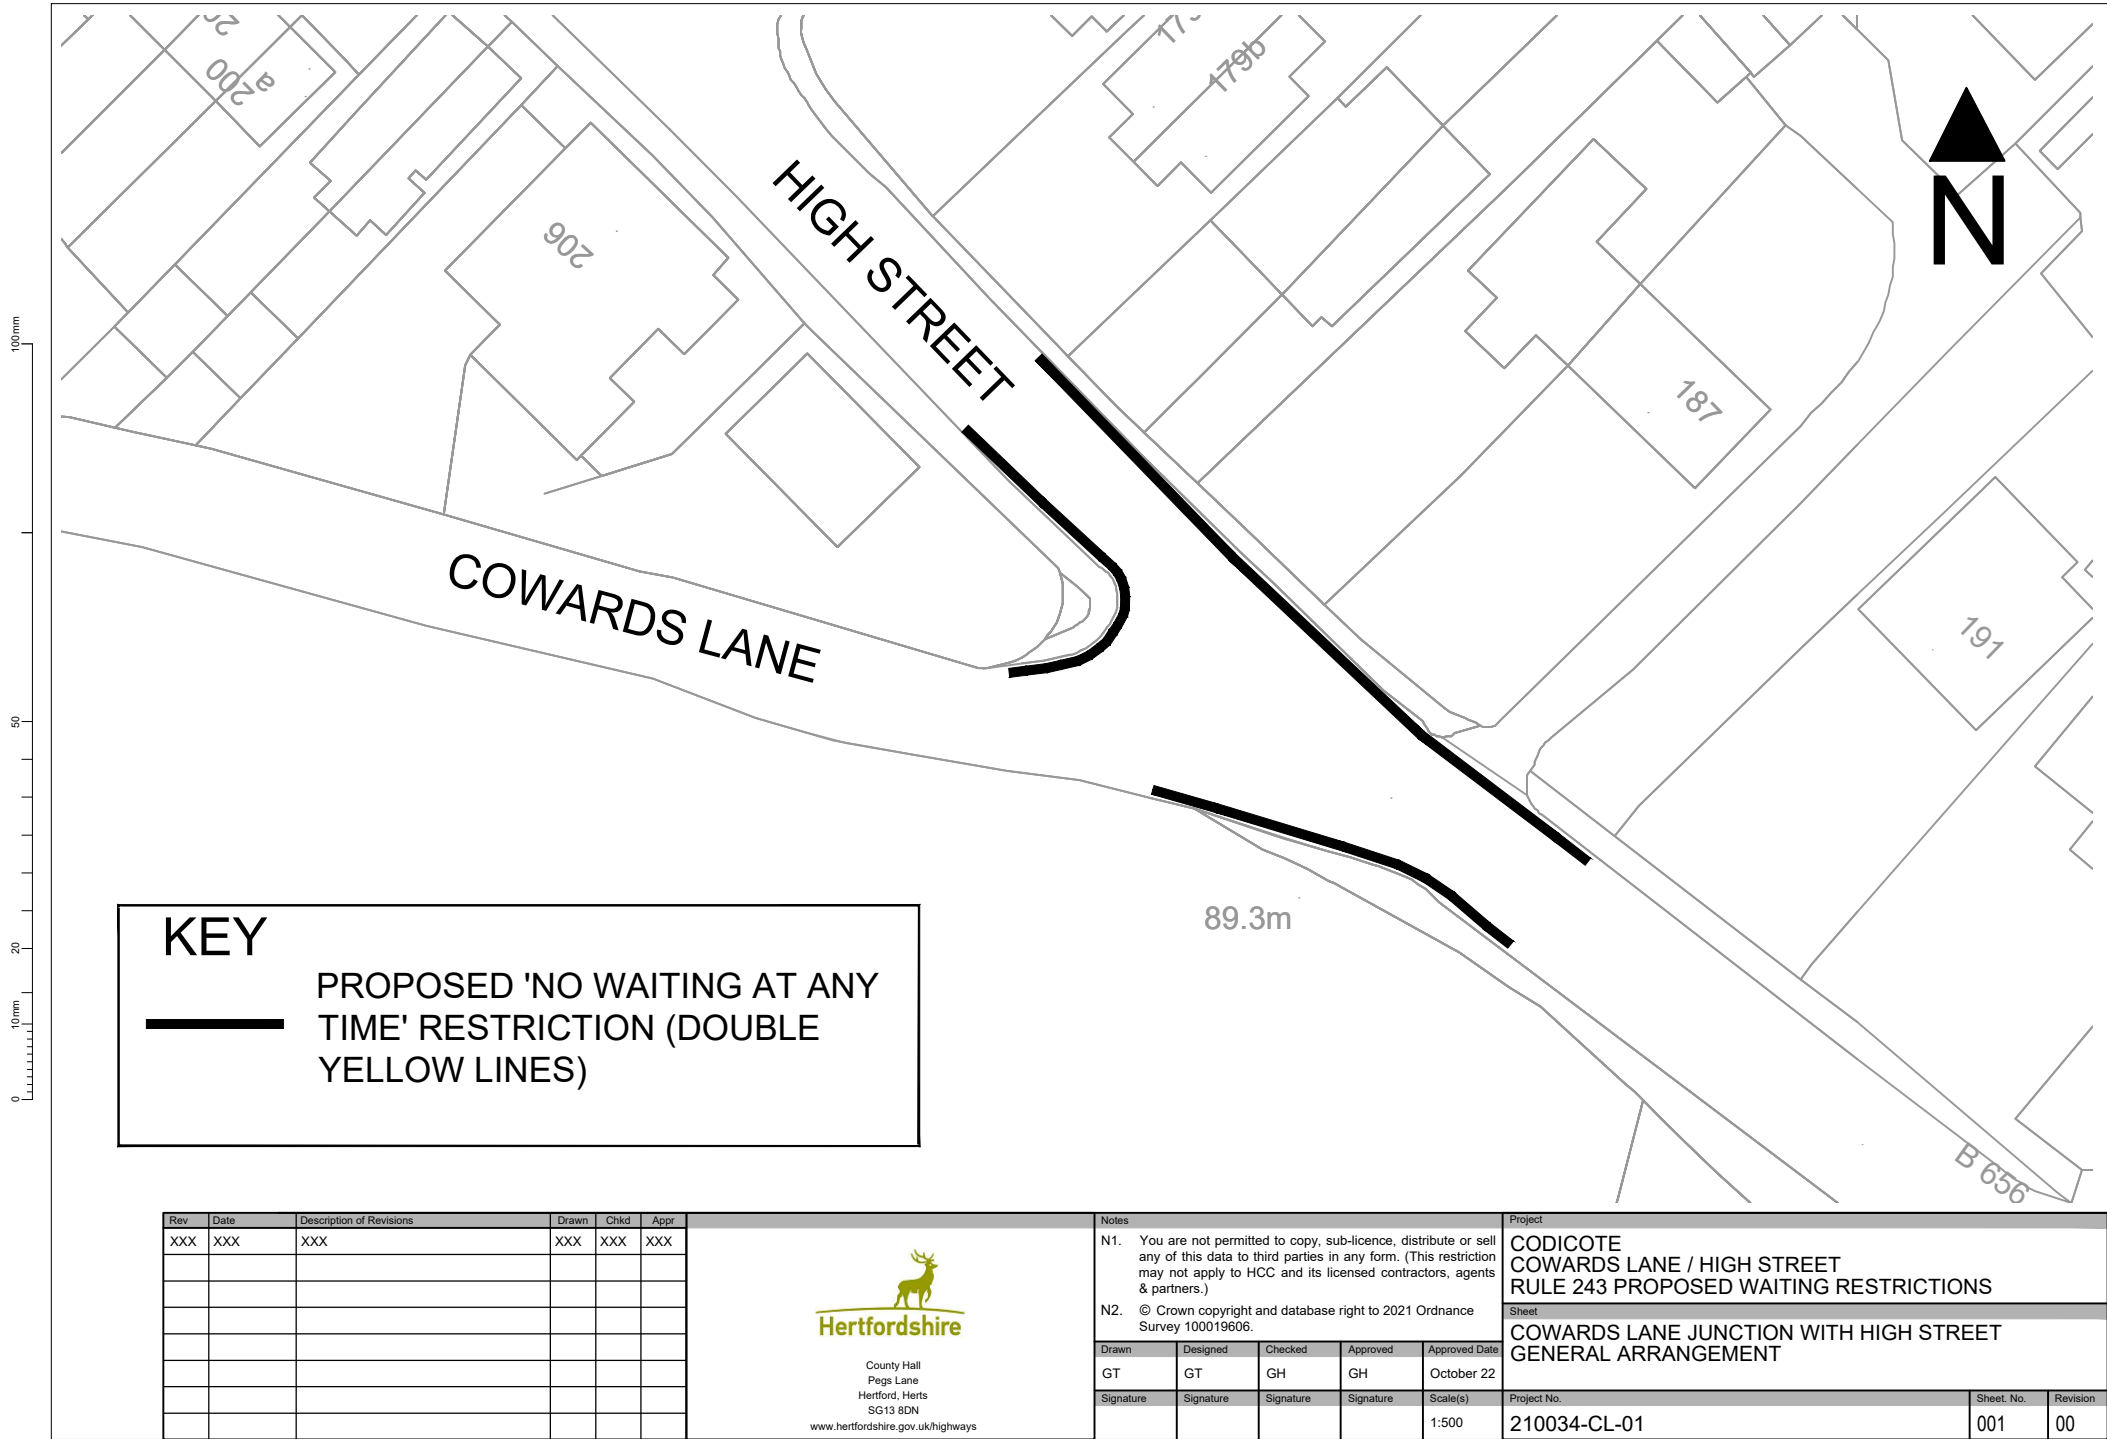 a200
206
179b
HIGH STREET
N
187
191
COWARDS LANE
89.3m
B 656
100mm
50
20
10mm
0
KEY
PROPOSED 'NO WAITING AT ANY
TIME' RESTRICTION (DOUBLE
YELLOW LINES)
Rev Date Description of Revisions Drawn Chkd Appr
XXX XXX XXX XXX XXX XXX
Hertfordshire
County Hall
Pegs Lane
Hertford, Herts
SG13 8DN
www.hertfordshire.gov.uk/highways
Notes
N1. You are not permitted to copy, sub-licence, distribute or sell
any of this data to third parties in any form. (This restriction
may not apply to HCC and its licensed contractors, agents
& partners.)
N2. © Crown copyright and database right to 2021 Ordnance
Survey 100019606.
Drawn Designed Checked Approved Approved Date
GT GT GH GH October 22
Signature Signature Signature Signature Scale(s)
1:500
Project
CODICOTE
COWARDS LANE / HIGH STREET
RULE 243 PROPOSED WAITING RESTRICTIONS
Sheet
COWARDS LANE JUNCTION WITH HIGH STREET
GENERAL ARRANGEMENT
Project No. Sheet. No. Revision
210034-CL-01 001 00